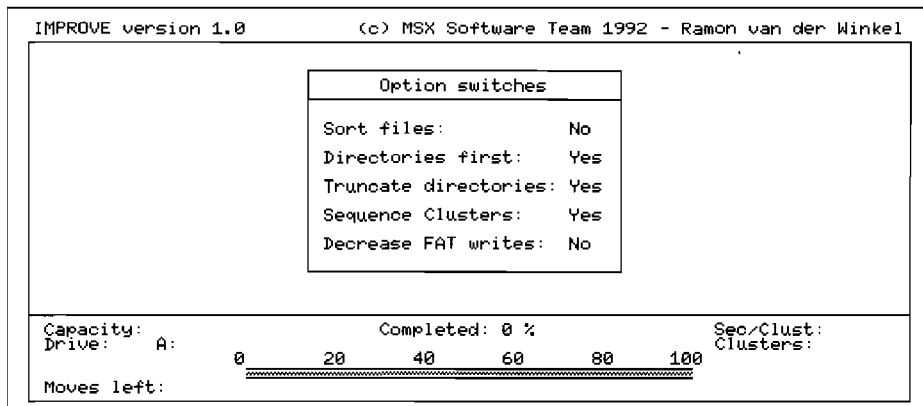 IMPROVE version 1.0 (c) MSX Software Team 1992 - Ramon van der Winkel
Option switches
Sort files: No
Directories first: Yes
Truncate directories: Yes
Sequence Clusters: Yes
Decrease FAT writes: No
Capacity: Completed: 0 % Sec/Clust:
Drive: A: Clusters:
0 20 40 60 80 100
Moves left: